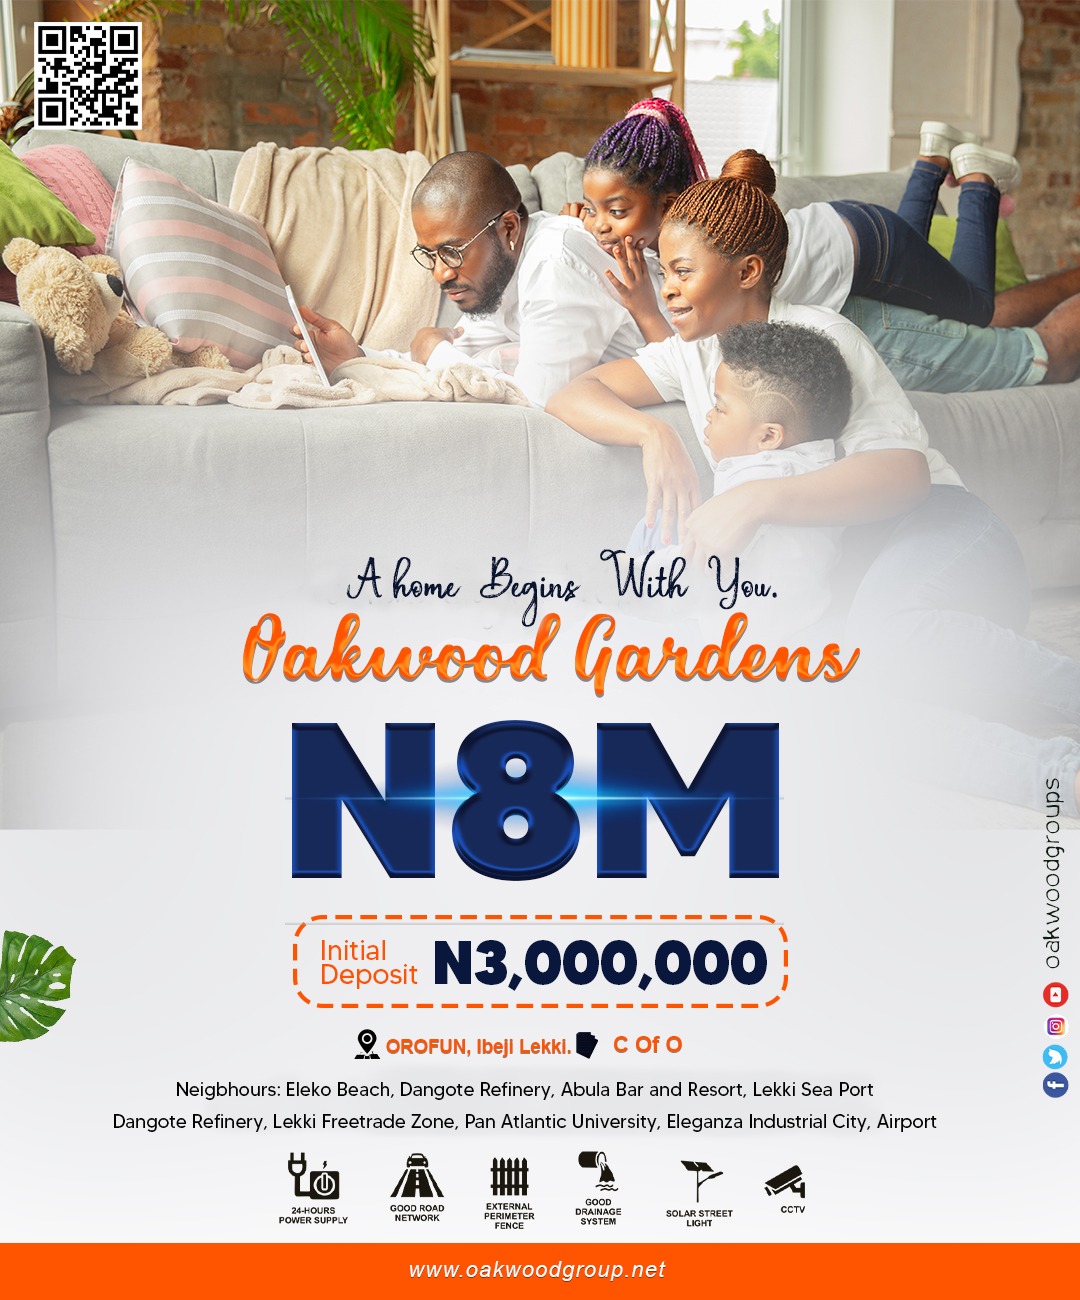 A home Begins With You.
Oakwood Gardens
N8M
Initial
Deposit
N3,000,000
OROFUN, Ibeji Lekki.
C Of O
Neigbhours: Eleko Beach, Dangote Refinery, Abula Bar and Resort, Lekki Sea Port
Dangote Refinery, Lekki Freetrade Zone, Pan Atlantic University, Eleganza Industrial City, Airport
24-HOURS
POWER SUPPLY
GOOD ROAD
NETWORK
EXTERNAL
PERIMETER
FENCE
GOOD
DRAINAGE
SYSTEM
SOLAR STREET
LIGHT
CCTV
oakwoodgroups
www.oakwoodgroup.net